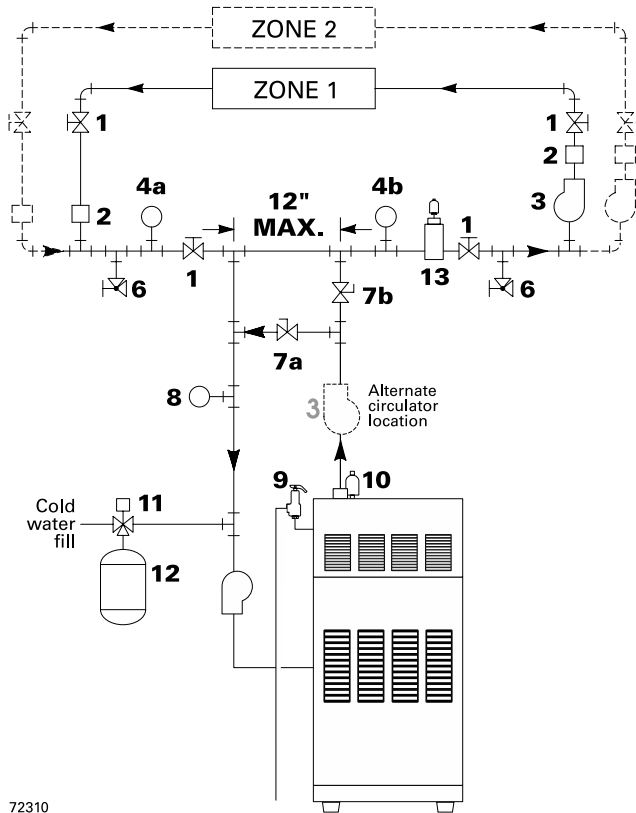 ZONE 2
ZONE 1
1
1
2
4a
12"
MAX.
4b
3
2
1
6
1
13
6
7b
7a
8
3
Alternate
circulator
location
9
10
Cold
water
fill
11
12
72310